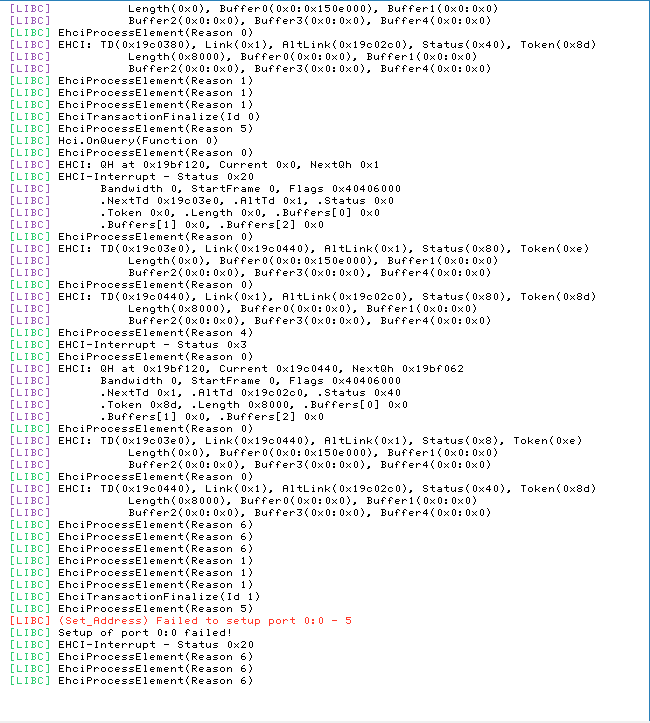 [LIBC] Length(0x0), Buffer0(0x0:0x150e000), Buffer1(0x0:0x0)
[LIBC] Buffer2(0x0:0x0), Buffer3(0x0:0x0), Buffer4(0x0:0x0)
[LIBC] EhciProcessElement(Reason 0)
[LIBC] EHCI: TD(0x19c0380), Link(0x1), AltLink(0x19c02c0), Status(0x40), Token(0x8d)
[LIBC] Length(0x8000), Buffer0(0x0:0x0), Buffer1(0x0:0x0)
[LIBC] Buffer2(0x0:0x0), Buffer3(0x0:0x0), Buffer4(0x0:0x0)
[LIBC] EhciProcessElement(Reason 1)
[LIBC] EhciProcessElement(Reason 1)
[LIBC] EhciProcessElement(Reason 1)
[LIBC] EhciTransactionFinalize(Id 0)
[LIBC] EhciProcessElement(Reason 5)
[LIBC] Hci.OnQuery(Function 0)
[LIBC] EhciProcessElement(Reason 0)
[LIBC] EHCI: QH at 0x19bf120, Current 0x0, NextQh 0x1
[LIBC] EHCI-Interrupt - Status 0x20
[LIBC] Bandwidth 0, StartFrame 0, Flags 0x40406000
[LIBC] .NextTd 0x19c03e0, .AltTd 0x1, .Status 0x0
[LIBC] .Token 0x0, .Length 0x0, .Buffers[0] 0x0
[LIBC] .Buffers[1] 0x0, .Buffers[2] 0x0
[LIBC] EhciProcessElement(Reason 0)
[LIBC] EHCI: TD(0x19c03e0), Link(0x19c0440), AltLink(0x1), Status(0x80), Token(0xe)
[LIBC] Length(0x0), Buffer0(0x0:0x150e000), Buffer1(0x0:0x0)
[LIBC] Buffer2(0x0:0x0), Buffer3(0x0:0x0), Buffer4(0x0:0x0)
[LIBC] EhciProcessElement(Reason 0)
[LIBC] EHCI: TD(0x19c0440), Link(0x1), AltLink(0x19c02c0), Status(0x80), Token(0x8d)
[LIBC] Length(0x8000), Buffer0(0x0:0x0), Buffer1(0x0:0x0)
[LIBC] Buffer2(0x0:0x0), Buffer3(0x0:0x0), Buffer4(0x0:0x0)
[LIBC] EhciProcessElement(Reason 4)
[LIBC] EHCI-Interrupt - Status 0x3
[LIBC] EhciProcessElement(Reason 0)
[LIBC] EHCI: QH at 0x19bf120, Current 0x19c0440, NextQh 0x19bf062
[LIBC] Bandwidth 0, StartFrame 0, Flags 0x40406000
[LIBC] .NextTd 0x1, .AltTd 0x19c02c0, .Status 0x40
[LIBC] .Token 0x8d, .Length 0x8000, .Buffers[0] 0x0
[LIBC] .Buffers[1] 0x0, .Buffers[2] 0x0
[LIBC] EhciProcessElement(Reason 0)
[LIBC] EHCI: TD(0x19c03e0), Link(0x19c0440), AltLink(0x1), Status(0x8), Token(0xe)
[LIBC] Length(0x0), Buffer0(0x0:0x150e000), Buffer1(0x0:0x0)
[LIBC] Buffer2(0x0:0x0), Buffer3(0x0:0x0), Buffer4(0x0:0x0)
[LIBC] EhciProcessElement(Reason 0)
[LIBC] EHCI: TD(0x19c0440), Link(0x1), AltLink(0x19c02c0), Status(0x40), Token(0x8d)
[LIBC] Length(0x8000), Buffer0(0x0:0x0), Buffer1(0x0:0x0)
[LIBC] Buffer2(0x0:0x0), Buffer3(0x0:0x0), Buffer4(0x0:0x0)
[LIBC] EhciProcessElement(Reason 6)
[LIBC] EhciProcessElement(Reason 6)
[LIBC] EhciProcessElement(Reason 6)
[LIBC] EhciProcessElement(Reason 1)
[LIBC] EhciProcessElement(Reason 1)
[LIBC] EhciProcessElement(Reason 1)
[LIBC] EhciTransactionFinalize(Id 1)
[LIBC] EhciProcessElement(Reason 5)
[LIBC] (Set_Address) Failed to setup port 0:0 - 5
[LIBC] Setup of port 0:0 failed!
[LIBC] EHCI-Interrupt - Status 0x20
[LIBC] EhciProcessElement(Reason 6)
[LIBC] EhciProcessElement(Reason 6)
[LIBC] EhciProcessElement(Reason 6)